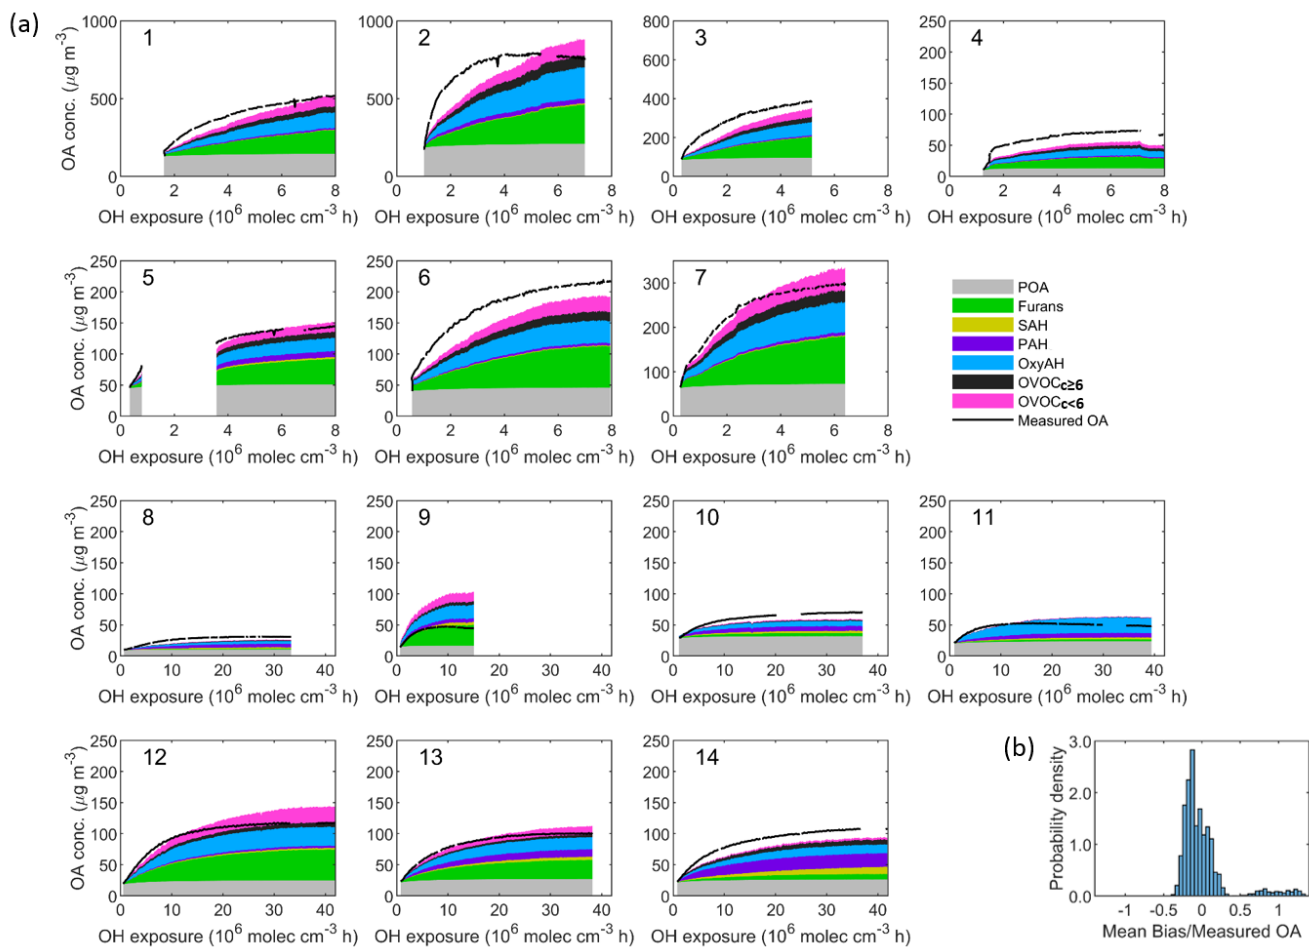 (a)
OA conc. (μg m⁻³)
1000
500
0
1
0 2 4 6 8
OH exposure (10⁶ molec cm⁻³ h)
1000
500
0
2
0 4 6 8
OH exposure (10⁶ molec cm⁻³ h)
800
600
400
200
0
3
0 2 4 6 8
OH exposure (10⁶ molec cm⁻³ h)
250
200
150
100
50
0
4
0 2 4 6 8
OH exposure (10⁶ molec cm⁻³ h)
OA conc. (μg m⁻³)
250
200
150
100
50
0
5
0 2 4 6 8
OH exposure (10⁶ molec cm⁻³ h)
250
200
150
100
50
0
6
0 2 4 6 8
OH exposure (10⁶ molec cm⁻³ h)
300
200
100
0
7
0 2 4 6 8
OH exposure (10⁶ molec cm⁻³ h)
POA
Furans
SAH
PAH
OxyAH
OVOCc≥6
OVOCc<6
Measured OA
OA conc. (μg m⁻³)
250
200
150
100
50
0
8
0 10 20 30 40
OH exposure (10⁶ molec cm⁻³ h)
250
200
150
100
50
0
9
0 10 20 30 40
OH exposure (10⁶ molec cm⁻³ h)
250
200
150
100
50
0
10
0 10 20 30 40
OH exposure (10⁶ molec cm⁻³ h)
250
200
150
100
50
0
11
0 10 20 30 40
OH exposure (10⁶ molec cm⁻³ h)
OA conc. (μg m⁻³)
250
200
150
100
50
0
12
0 10 20 30 40
OH exposure (10⁶ molec cm⁻³ h)
250
200
150
100
50
0
13
0 10 20 30 40
OH exposure (10⁶ molec cm⁻³ h)
250
200
150
100
50
0
14
0 10 20 30 40
OH exposure (10⁶ molec cm⁻³ h)
(b)
Probability density
3.0
2.0
1.0
0.0
-1 -0.5 0 0.5 1
Mean Bias/Measured OA